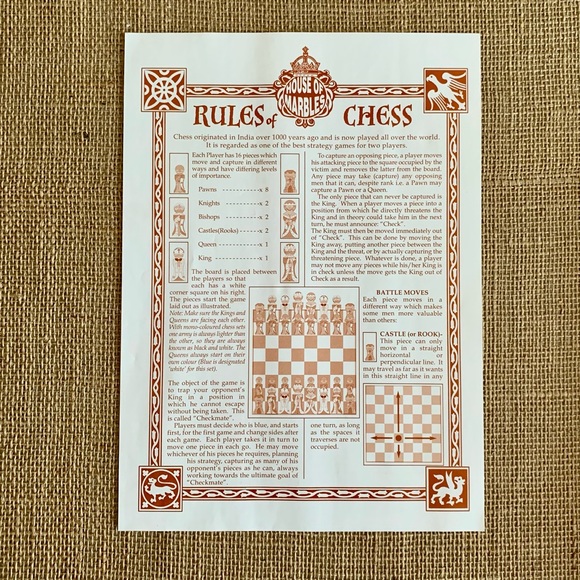 HOUSE OF
MARBLES
RULES of CHESS
Chess originated in India over 1000 years ago and is now played all over the world.
It is regarded as one of the best strategy games for two players.
Each Player has 16 pieces which
move and capture in different
ways and have differing levels
of importance.
Pawns - - - - - - - - -x 8
Knights - - - - - - - - -x 2
Bishops - - - - - - - - -x 2
Castles(Rooks)- - - - - -x 2
Queen - - - - - - - - -x 1
King - - - - - - - - -x 1
The board is placed between
the players so that
each has a white
corner square on his right.
The pieces start the game
laid out as illustrated.
Note: Make sure the Kings and
Queens are facing each other.
With mono-coloured chess sets
one army is always lighter than
the other, so they are always
known as black and white. The
Queens always start on their
own colour (Blue is designated
'white' for this set).
The object of the game is
to trap your opponent's
King in a position in
which he cannot escape
without being taken. This
is called "Checkmate".
Players must decide who is blue, and starts
first, for the first game and change sides after
each game. Each player takes it in turn to
move one piece in each go. He may move
whichever of his pieces he requires, planning
his strategy, capturing as many of his
opponent's pieces as he can, always
working towards the ultimate goal of
"Checkmate".
To capture an opposing piece, a player moves
his attacking piece to the square occupied by the
victim and removes the latter from the board.
Any piece may take (capture) any opposing
men that it can, despite rank i.e. a Pawn may
capture a Pawn or a Queen.
The only piece that can never be captured is
the King. When a player moves a piece into a
position from which he directly threatens the
King and in theory could take him in the next
turn, he must announce: "Check".
The King must then be moved immediately out
of "Check". This can be done by moving the
King away, putting another piece between the
King and the threat, or by actually capturing the
threatening piece. Whatever is done, a player
may not move any pieces while his/her King is
in check unless the move gets the King out of
Check as a result.
BATTLE MOVES
Each piece moves in a
different way which makes
some men more valuable
than others:
CASTLE (or ROOK)-
This piece can only
move in a straight
horizontal or
perpendicular line. It
may travel as far as it wants
in this straight line in any
one turn, as long
as the spaces it
traverses are not
occupied.